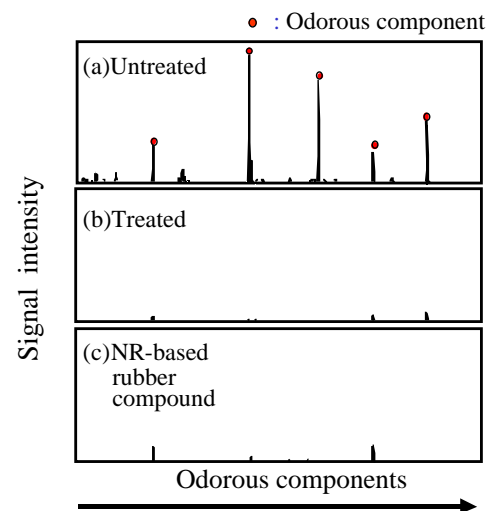 : Odorous component
(a)Untreated
(b)Treated
(c)NR-based
rubber
compound
Signal intensity
Odorous components